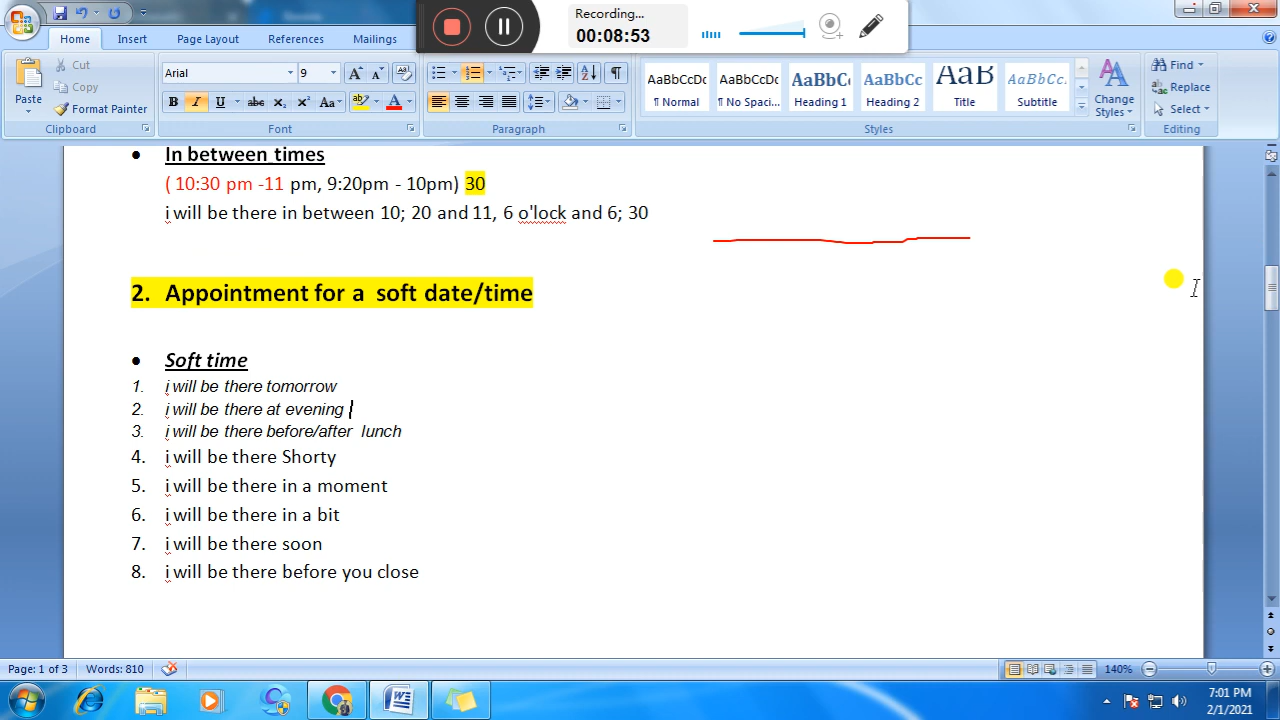 Recording...
00:08:53
Home Insert Page Layout References Mailings
Cut
Copy
Format Painter
Paste
Clipboard
Arial 9
B I U abc x₂ x² Aa
Font
Paragraph
AaBbCcDc AaBbCcDc AaBbCc AaBbCc AaB AaBbCc.
¶ Normal ¶ No Spaci... Heading 1 Heading 2 Title Subtitle
Change Styles
Styles
Find
Replace
Select
Editing
• In between times
( 10:30 pm -11 pm, 9:20pm - 10pm) 30
i will be there in between 10; 20 and 11, 6 o'lock and 6; 30
2. Appointment for a soft date/time
• Soft time
1. i will be there tomorrow
2. i will be there at evening
3. i will be there before/after lunch
4. i will be there Shorty
5. i will be there in a moment
6. i will be there in a bit
7. i will be there soon
8. i will be there before you close
Page: 1 of 3 Words: 810 140%
7:01 PM
2/1/2021